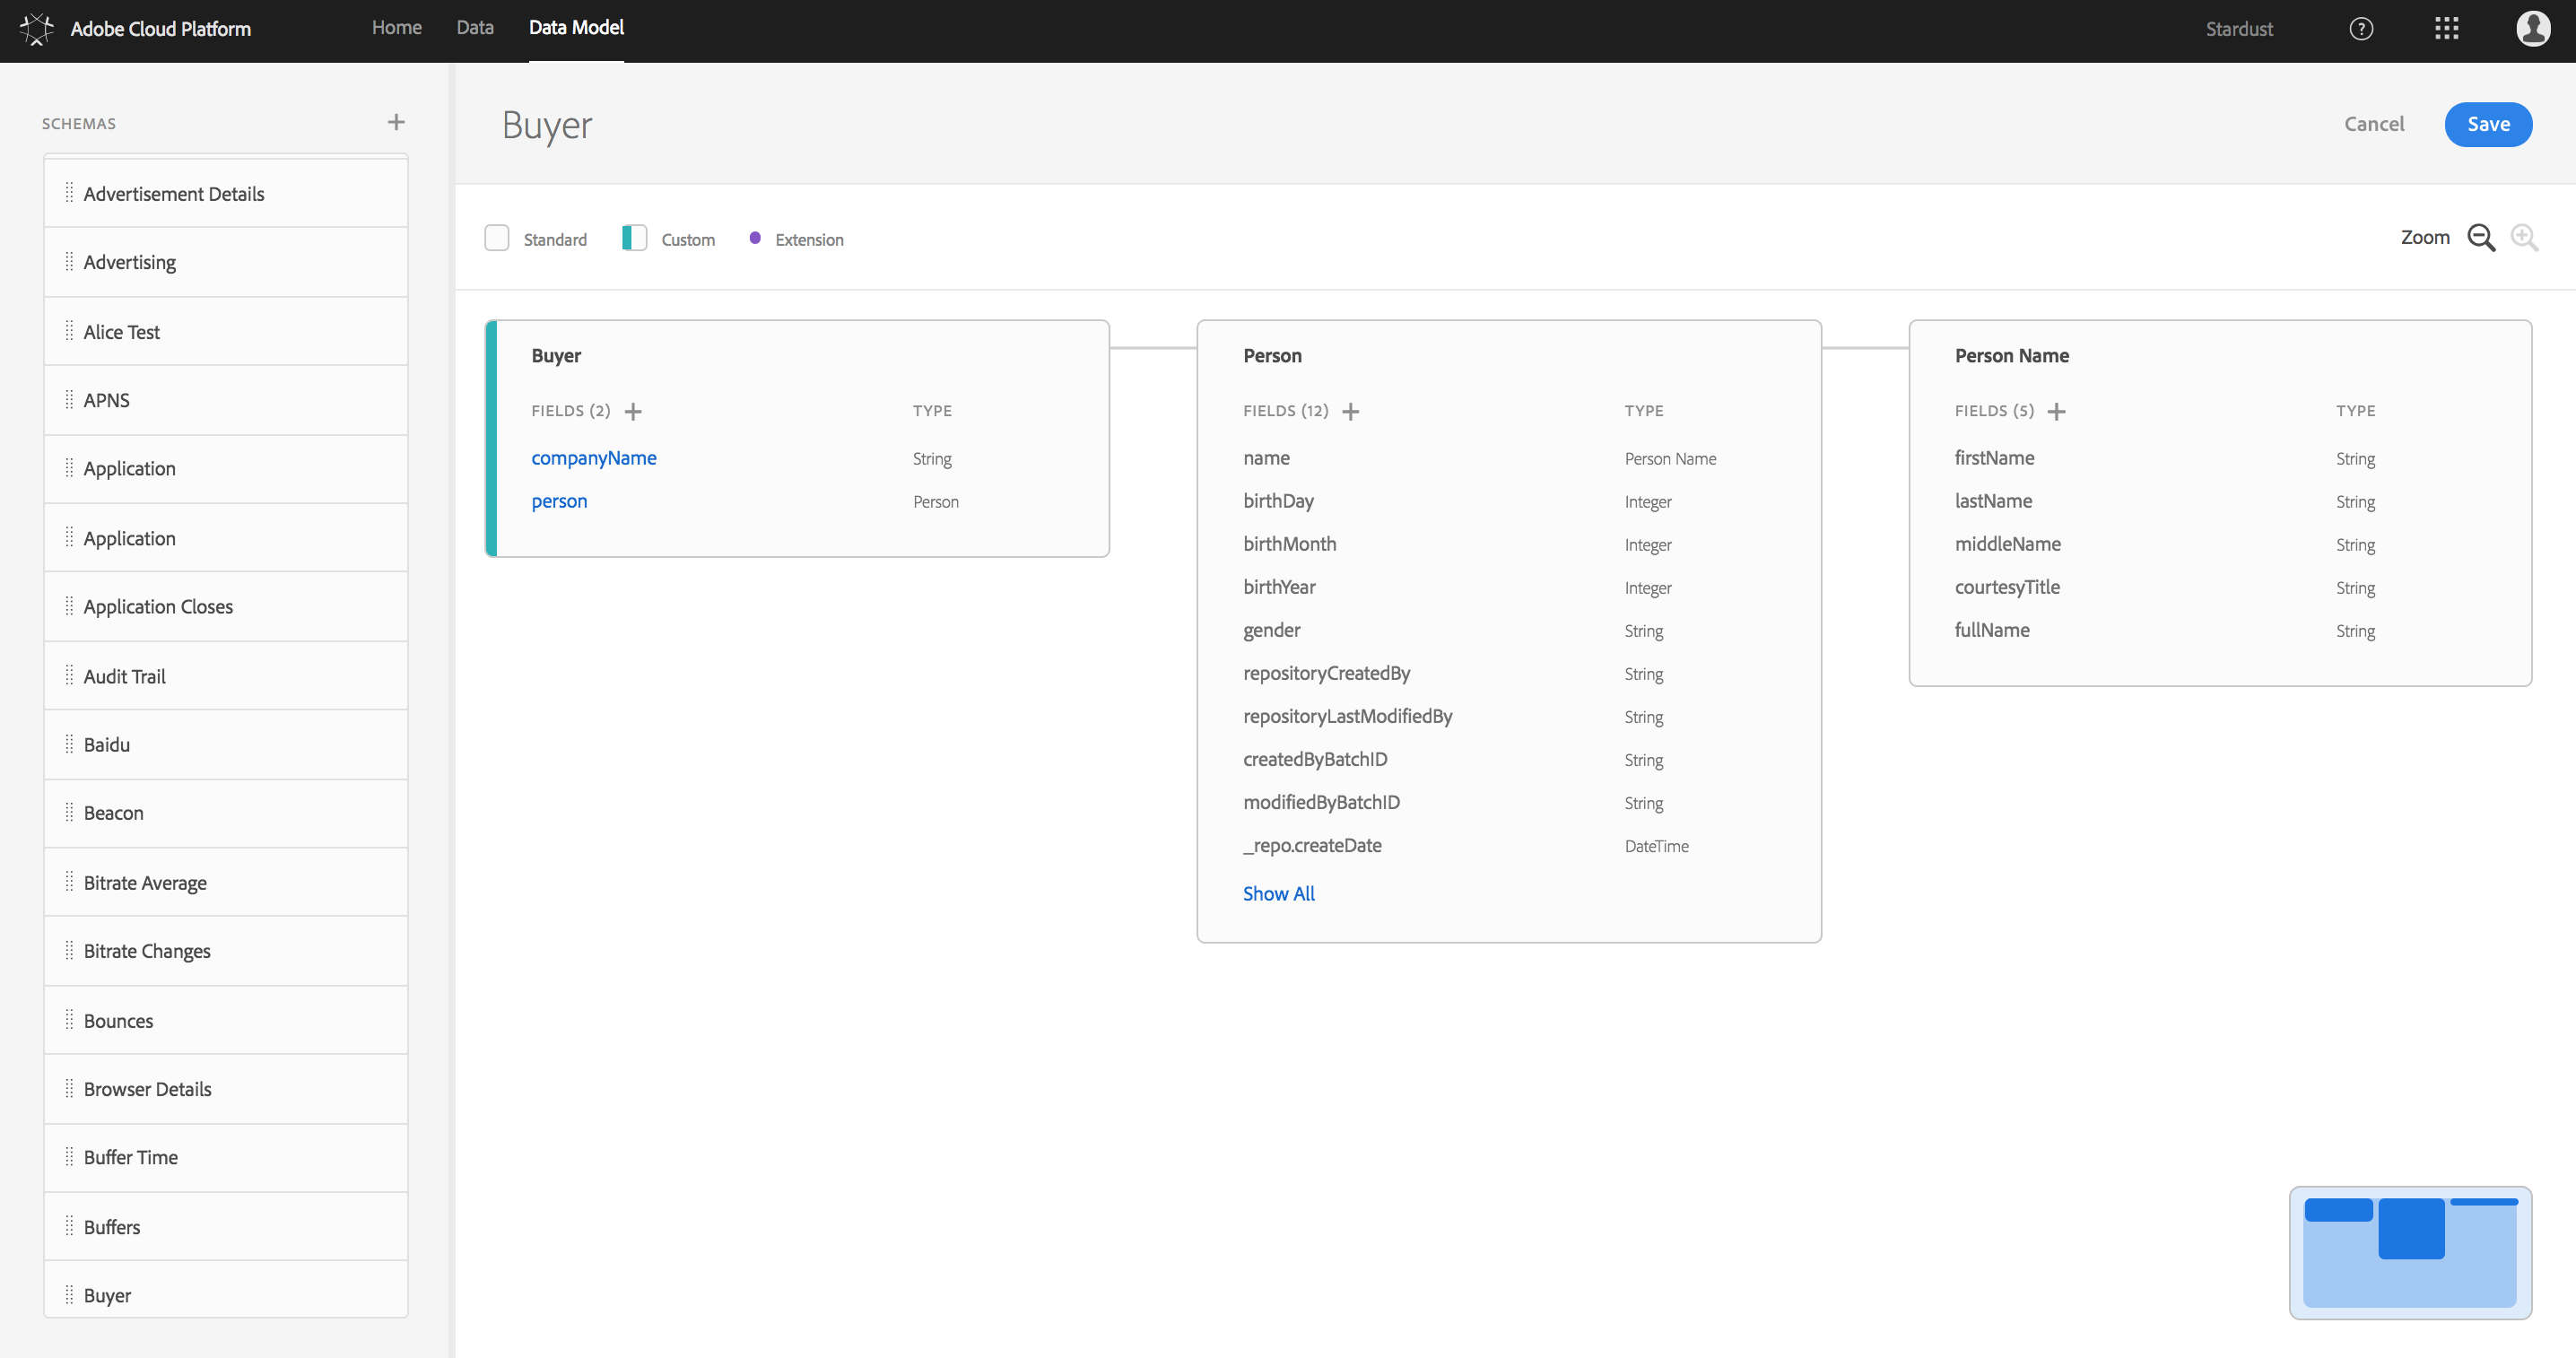 Adobe Cloud Platform Home Data Data Model Stardust
SCHEMAS
Advertisement Details
Advertising
Alice Test
APNS
Application
Application
Application Closes
Audit Trail
Baidu
Beacon
Bitrate Average
Bitrate Changes
Bounces
Browser Details
Buffer Time
Buffers
Buyer
Buyer Cancel Save
Standard Custom Extension Zoom
Buyer
FIELDS (2) TYPE
companyName String
person Person
Person
FIELDS (12) TYPE
name Person Name
birthDay Integer
birthMonth Integer
birthYear Integer
gender String
repositoryCreatedBy String
repositoryLastModifiedBy String
createdByBatchID String
modifiedByBatchID String
_repo.createDate DateTime
Show All
Person Name
FIELDS (5) TYPE
firstName String
lastName String
middleName String
courtesyTitle String
fullName String